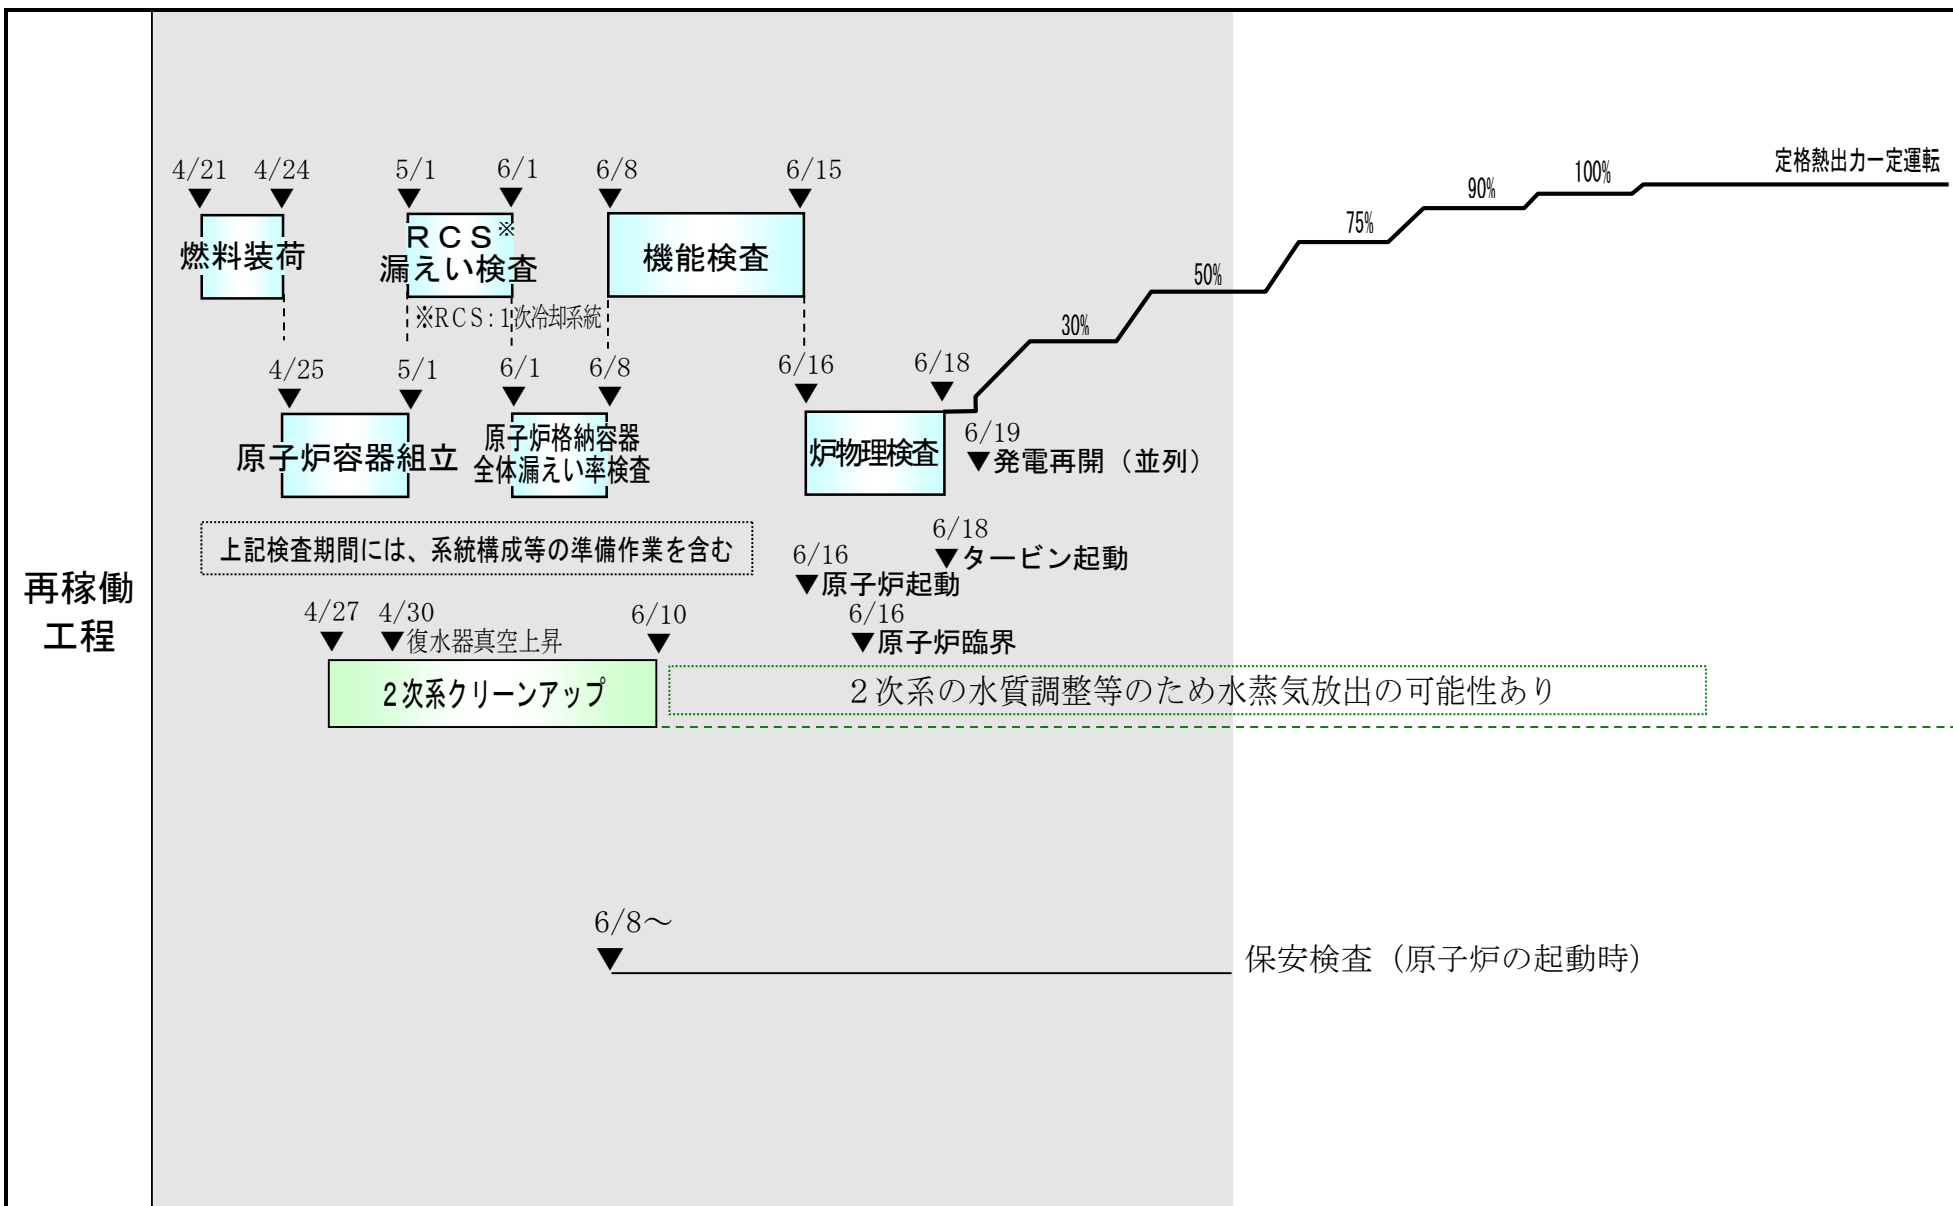 再稼働
工程
4/21 4/24 5/1 6/1 6/8 6/15
燃料装荷
ＲＣＳ※
漏えい検査
機能検査
※RCS：1次冷却系統
4/25 5/1 6/1 6/8 6/16 6/18
原子炉容器組立
原子炉格納容器
全体漏えい率検査
炉物理検査
30%
50%
75%
90%
100%
定格熱出力一定運転
6/19
▼発電再開（並列）
上記検査期間には、系統構成等の準備作業を含む
6/18
▼タービン起動
6/16
▼原子炉起動
6/16
▼原子炉臨界
4/27 4/30 6/10
▼復水器真空上昇
２次系クリーンアップ
２次系の水質調整等のため水蒸気放出の可能性あり
6/8～
保安検査（原子炉の起動時）